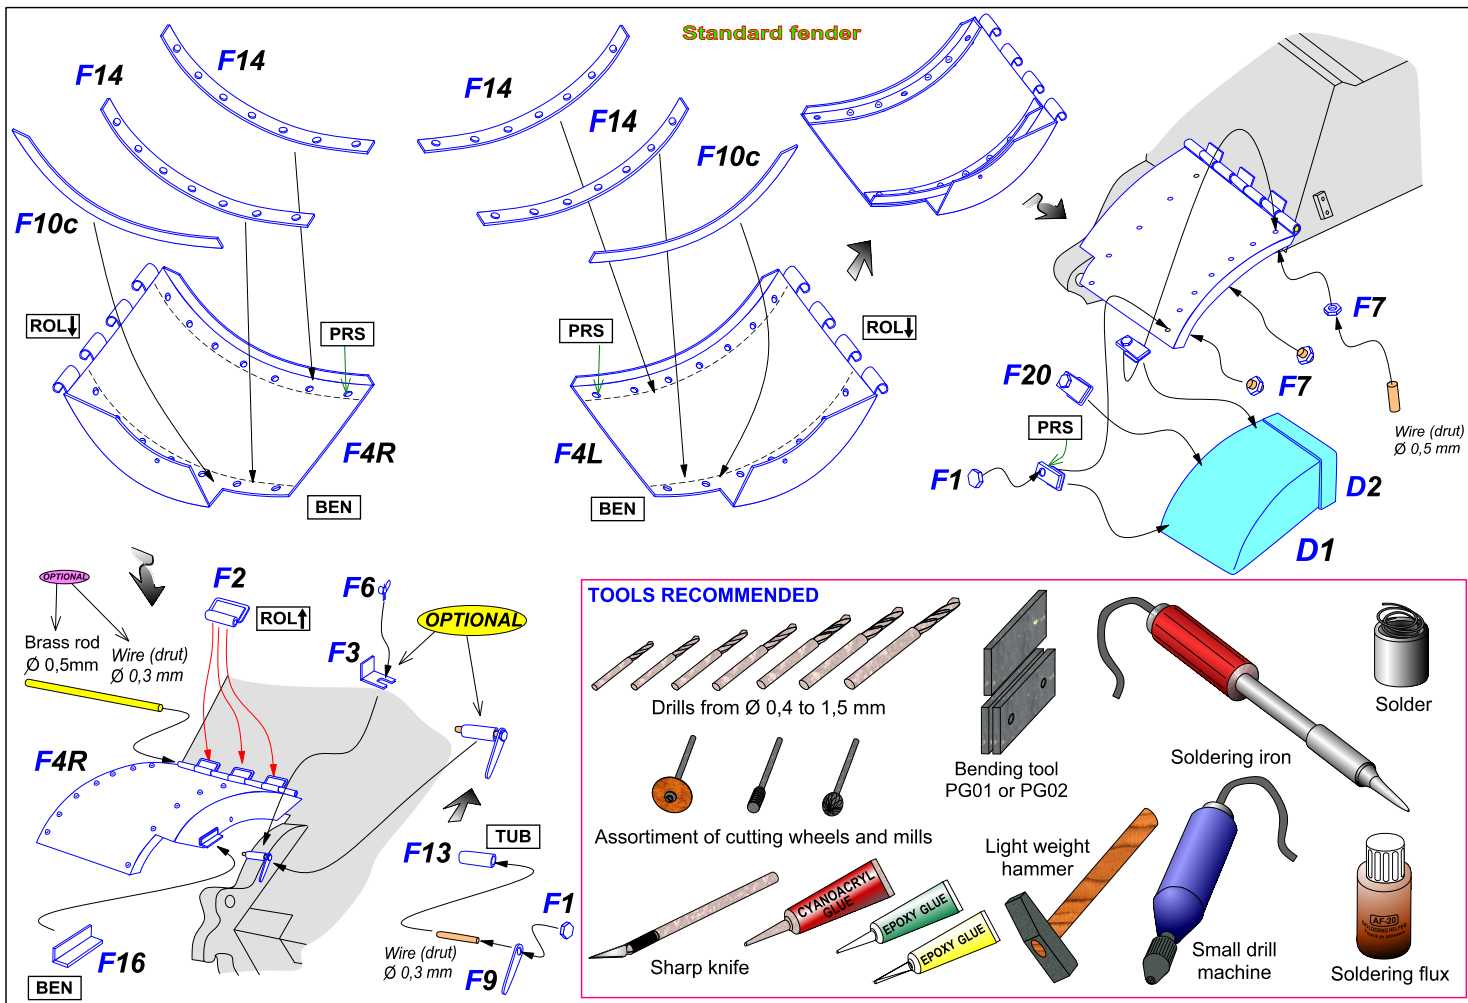 Standard fender
F14
F14
F10c
ROL
PRS
F4R
BEN
F14
F14
F10c
PRS
ROL
F4L
BEN
F7
F7
F20
PRS
F1
Wire (drut)
Ø 0,5 mm
D2
D1
OPTIONAL
Brass rod
Ø 0,5mm
Wire (drut)
Ø 0,3 mm
F2
ROL
F6
F3
OPTIONAL
F4R
F16
BEN
F13
TUB
F1
Wire (drut)
Ø 0,3 mm
F9
TOOLS RECOMMENDED
Drills from Ø 0,4 to 1,5 mm
Bending tool
PG01 or PG02
Soldering iron
Solder
Assortiment of cutting wheels and mills
Light weight
hammer
CYANOACRYL
GLUE
EPOXY GLUE
EPOXY GLUE
Sharp knife
Small drill
machine
AF-20
Soldering flux